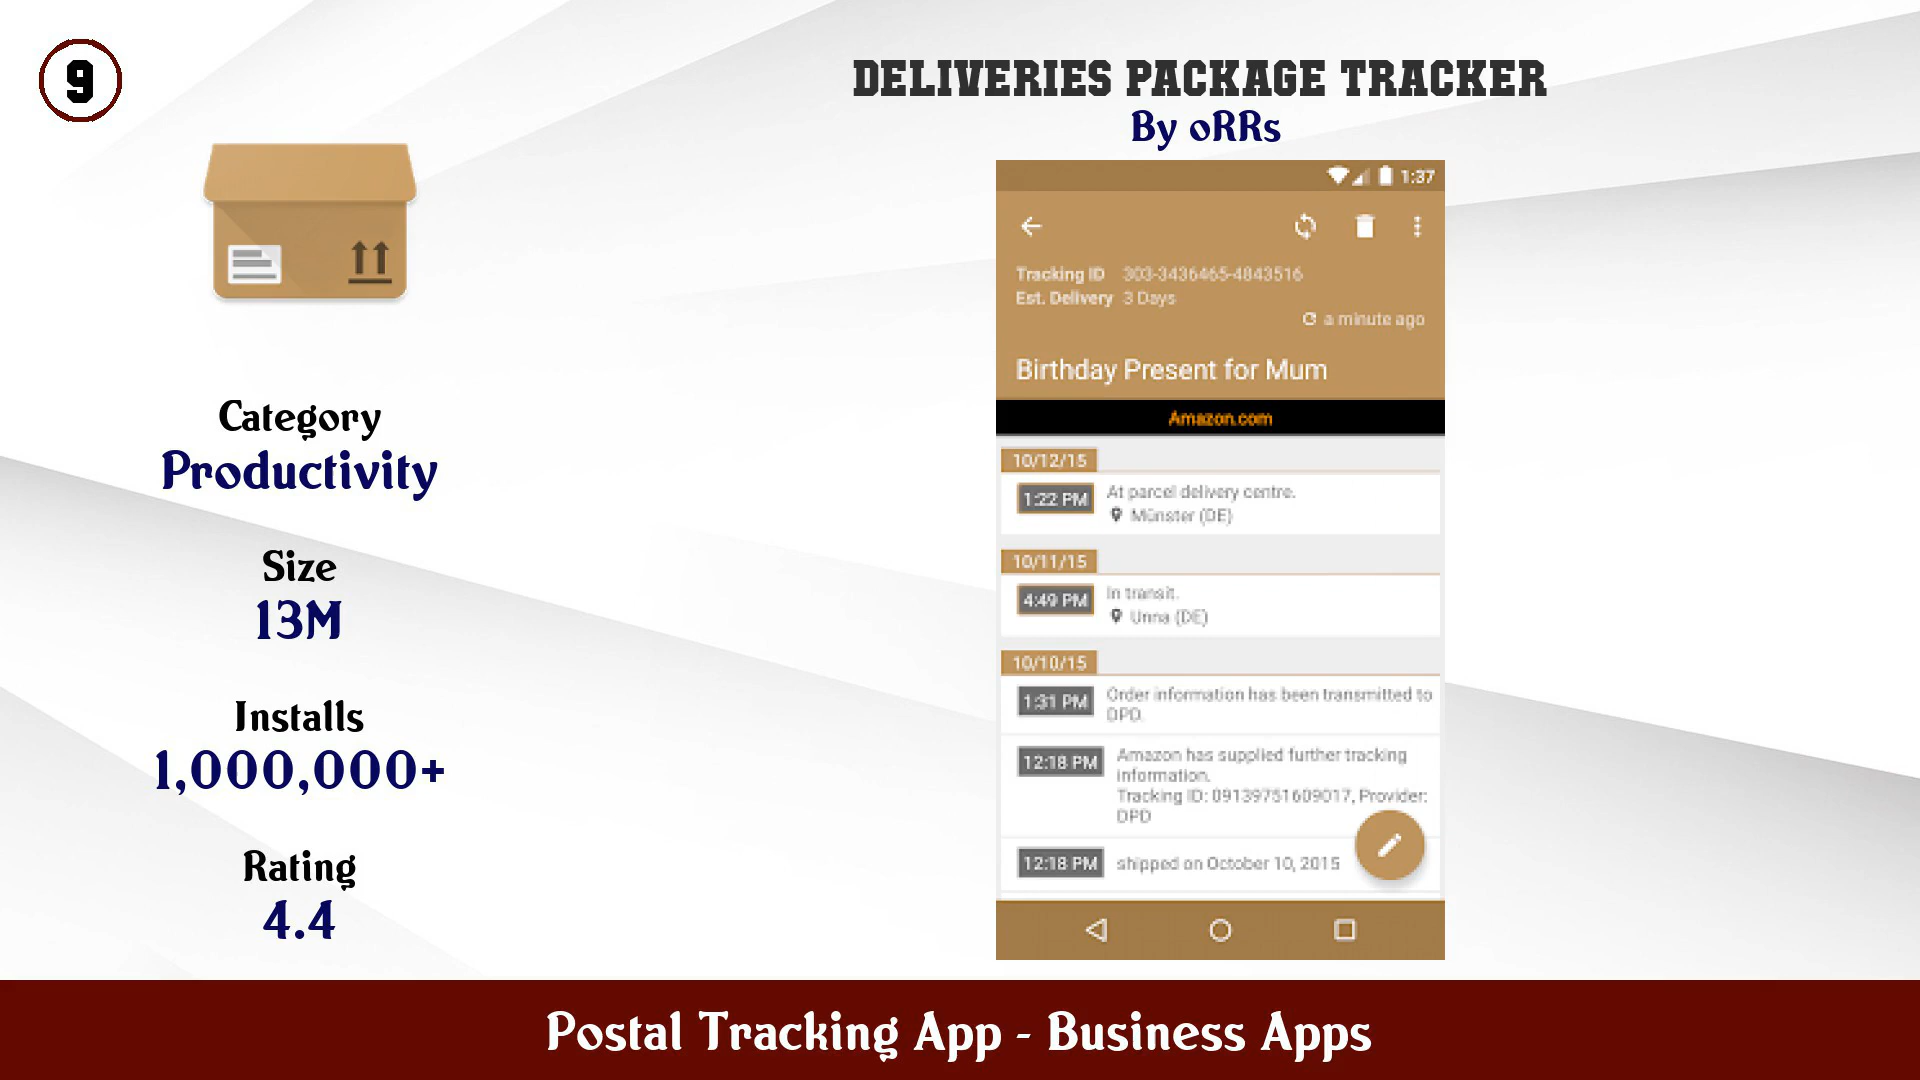 9
DELIVERIES PACKAGE TRACKER
By oRRs
Category
Productivity
Size
13M
Installs
1,000,000+
Rating
4.4
1:37
Tracking ID 303-3436465-4843516
Est. Delivery 3 Days
a minute ago
Birthday Present for Mum
Amazon.com
10/12/15
1:22 PM At parcel delivery centre.
Münster (DE)
10/11/15
4:49 PM In transit.
Unna (DE)
10/10/15
1:31 PM Order information has been transmitted to
DPD.
12:18 PM Amazon has supplied further tracking
information.
Tracking ID: 09139751609017, Provider:
DPD
12:18 PM shipped on October 10, 2015
Postal Tracking App - Business Apps